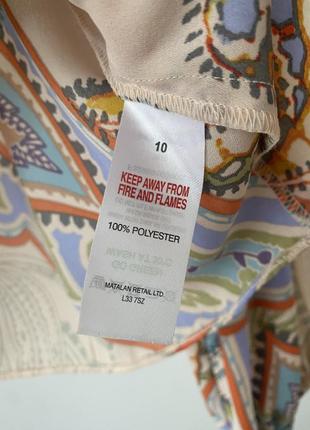 10
KEEP AWAY FROM
FIRE AND FLAMES
100% POLYESTER
MATALAN RETAIL LTD.
L33 7SZ